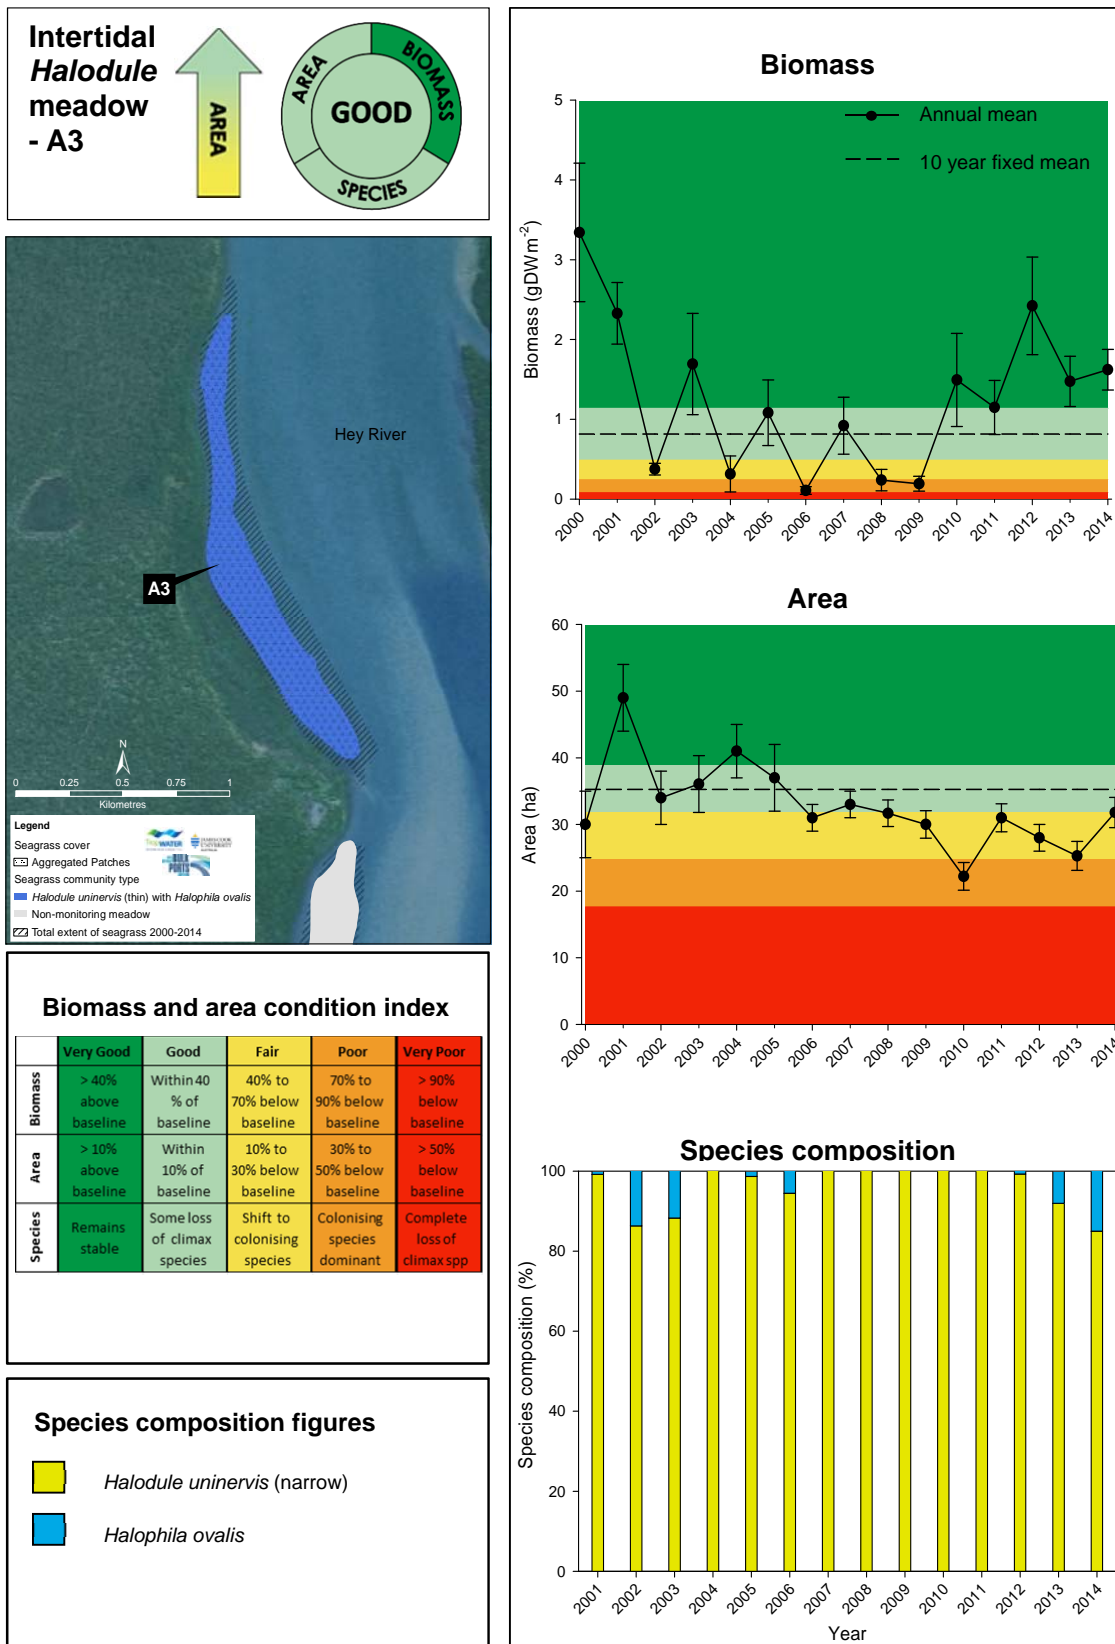 Intertidal
Halodule
meadow
- A3
AREA
AREA
BIOMASS
GOOD
SPECIES
Hey River
A3
N
0 0.25 0.5 0.75 1
Kilometres
Legend
Seagrass cover
Aggregated Patches
Seagrass community type
Halodule uninervis (thin) with Halophila ovalis
Non-monitoring meadow
Total extent of seagrass 2000-2014
TropWATER
JAMES COOK
UNIVERSITY
AUSTRALIA
Biomass and area condition index
Very Good Good Fair Poor Very Poor
Biomass
> 40% above baseline
Within 40 % of baseline
40% to 70% below baseline
70% to 90% below baseline
> 90% below baseline
Area
> 10% above baseline
Within 10% of baseline
10% to 30% below baseline
30% to 50% below baseline
> 50% below baseline
Species
Remains stable
Some loss of climax species
Shift to colonising species
Colonising species dominant
Complete loss of climax spp
Species composition figures
Halodule uninervis (narrow)
Halophila ovalis
Biomass
Annual mean
10 year fixed mean
Biomass (gDWm-2)
5
4
3
2
1
0
2000 2001 2002 2003 2004 2005 2006 2007 2008 2009 2010 2011 2012 2013 2014
Area
Area (ha)
60
50
40
30
20
10
0
2000 2001 2002 2003 2004 2005 2006 2007 2008 2009 2010 2011 2012 2013 2014
Species composition
Species composition (%)
100
80
60
40
20
0
2001 2002 2003 2004 2005 2006 2007 2008 2009 2010 2011 2012 2013 2014
Year